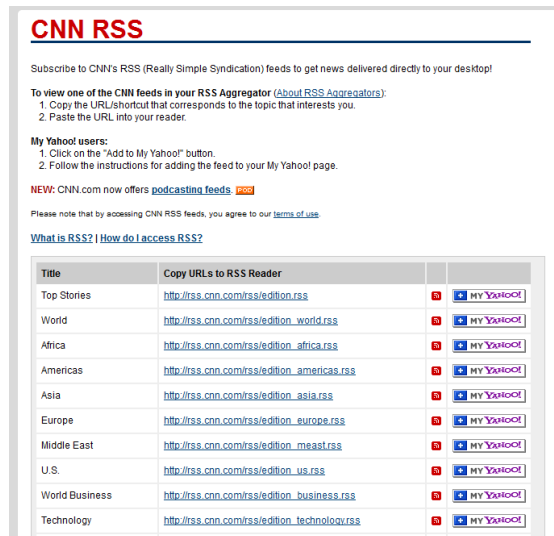 CNN RSS
Subscribe to CNN's RSS (Really Simple Syndication) feeds to get news delivered directly to your desktop!
To view one of the CNN feeds in your RSS Aggregator (About RSS Aggregators):
1. Copy the URL/shortcut that corresponds to the topic that interests you.
2. Paste the URL into your reader.
My Yahoo! users:
1. Click on the "Add to My Yahoo!" button.
2. Follow the instructions for adding the feed to your My Yahoo! page.
NEW: CNN.com now offers podcasting feeds. POD
Please note that by accessing CNN RSS feeds, you agree to our terms of use.
What is RSS? | How do I access RSS?
Title Copy URLs to RSS Reader
Top Stories http://rss.cnn.com/rss/edition.rss + MY YAHOO!
World http://rss.cnn.com/rss/edition_world.rss + MY YAHOO!
Africa http://rss.cnn.com/rss/edition_africa.rss + MY YAHOO!
Americas http://rss.cnn.com/rss/edition_americas.rss + MY YAHOO!
Asia http://rss.cnn.com/rss/edition_asia.rss + MY YAHOO!
Europe http://rss.cnn.com/rss/edition_europe.rss + MY YAHOO!
Middle East http://rss.cnn.com/rss/edition_meast.rss + MY YAHOO!
U.S. http://rss.cnn.com/rss/edition_us.rss + MY YAHOO!
World Business http://rss.cnn.com/rss/edition_business.rss + MY YAHOO!
Technology http://rss.cnn.com/rss/edition_technology.rss + MY YAHOO!